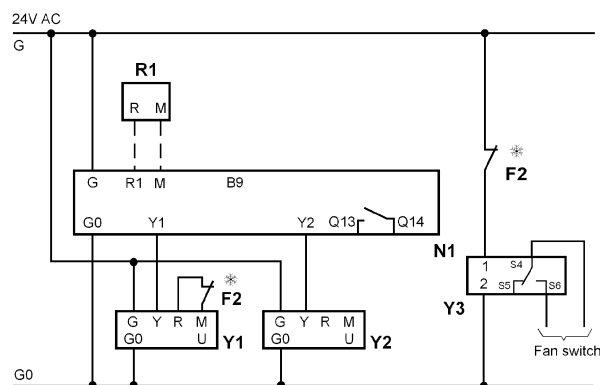 24V AC
G
R1
R M
F2
G R1 M B9
G0 Y1 Y2 Q13 Q14
N1
1 S4
2 S5 S6
Y3
F2
G Y R M
G0 U
Y1
G Y R M
G0 U
Y2
Fan switch
G0